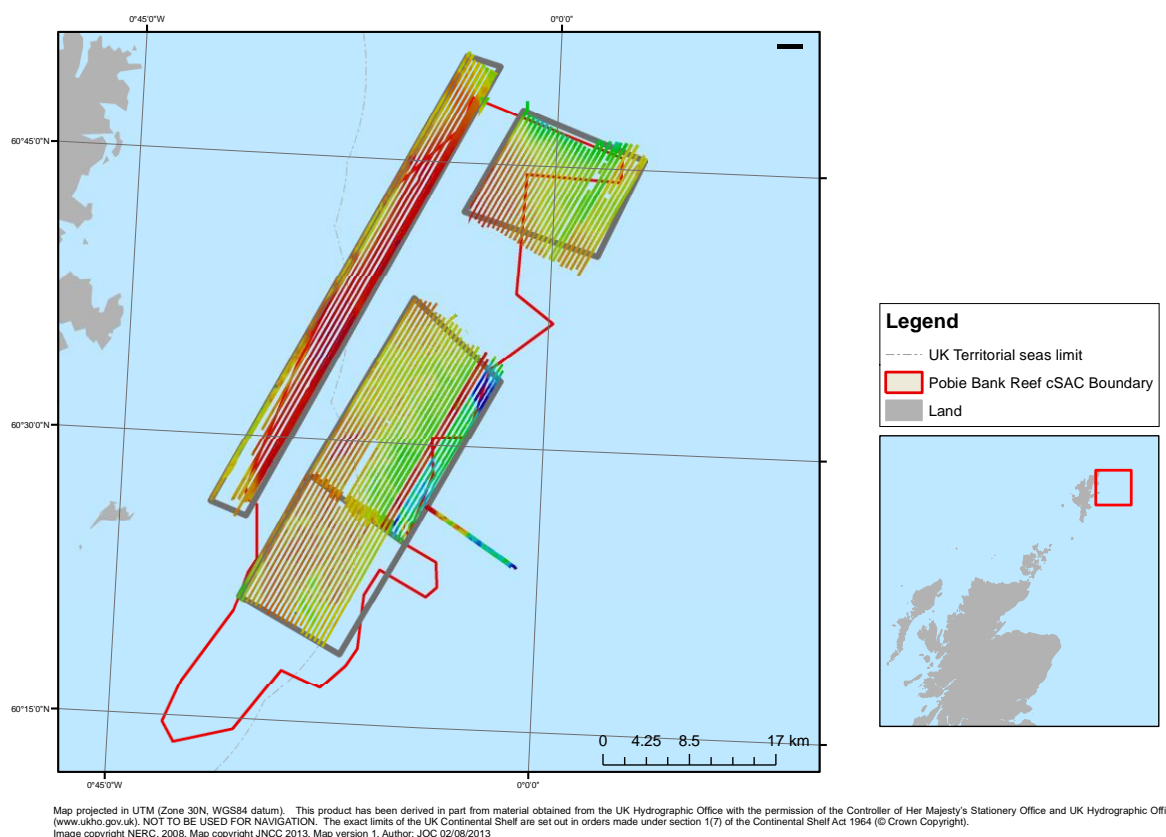 0°45'0"W 0°0'0"
60°45'0"N
60°30'0"N
60°15'0"N
0 4.25 8.5 17 km
0°45'0"W 0°0'0"
Legend
UK Territorial seas limit
Pobie Bank Reef cSAC Boundary
Land
Map projected in UTM (Zone 30N, WGS84 datum). This product has been derived in part from material obtained from the UK Hydrographic Office with the permission of the Controller of Her Majesty's Stationery Office and UK Hydrographic Offi
(www.ukho.gov.uk). NOT TO BE USED FOR NAVIGATION. The exact limits of the UK Continental Shelf are set out in orders made under section 1(7) of the Continental Shelf Act 1964 (© Crown Copyright).
Image copyright NERC, 2008. Map copyright JNCC 2013. Map version 1. Author: JOC 02/08/2013